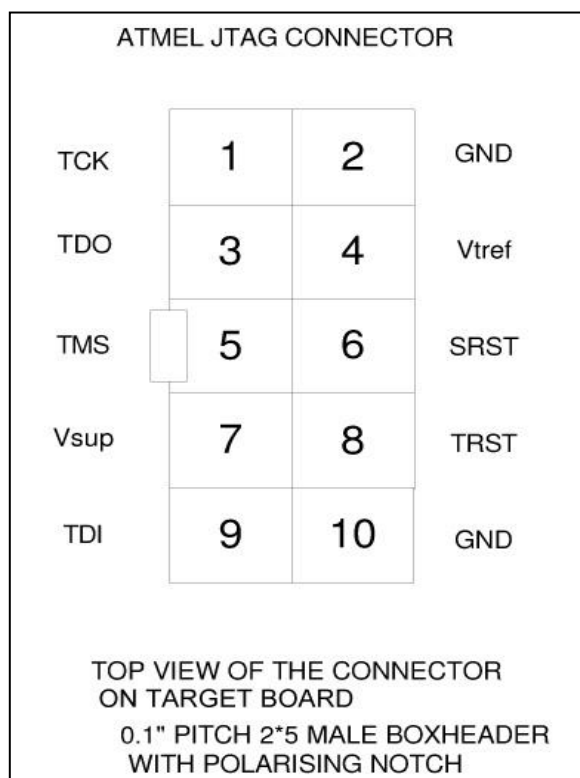 ATMEL JTAG CONNECTOR
TCK 1 2 GND
TDO 3 4 Vtref
TMS 5 6 SRST
Vsup 7 8 TRST
TDI 9 10 GND
TOP VIEW OF THE CONNECTOR
ON TARGET BOARD
0.1" PITCH 2*5 MALE BOXHEADER
WITH POLARISING NOTCH